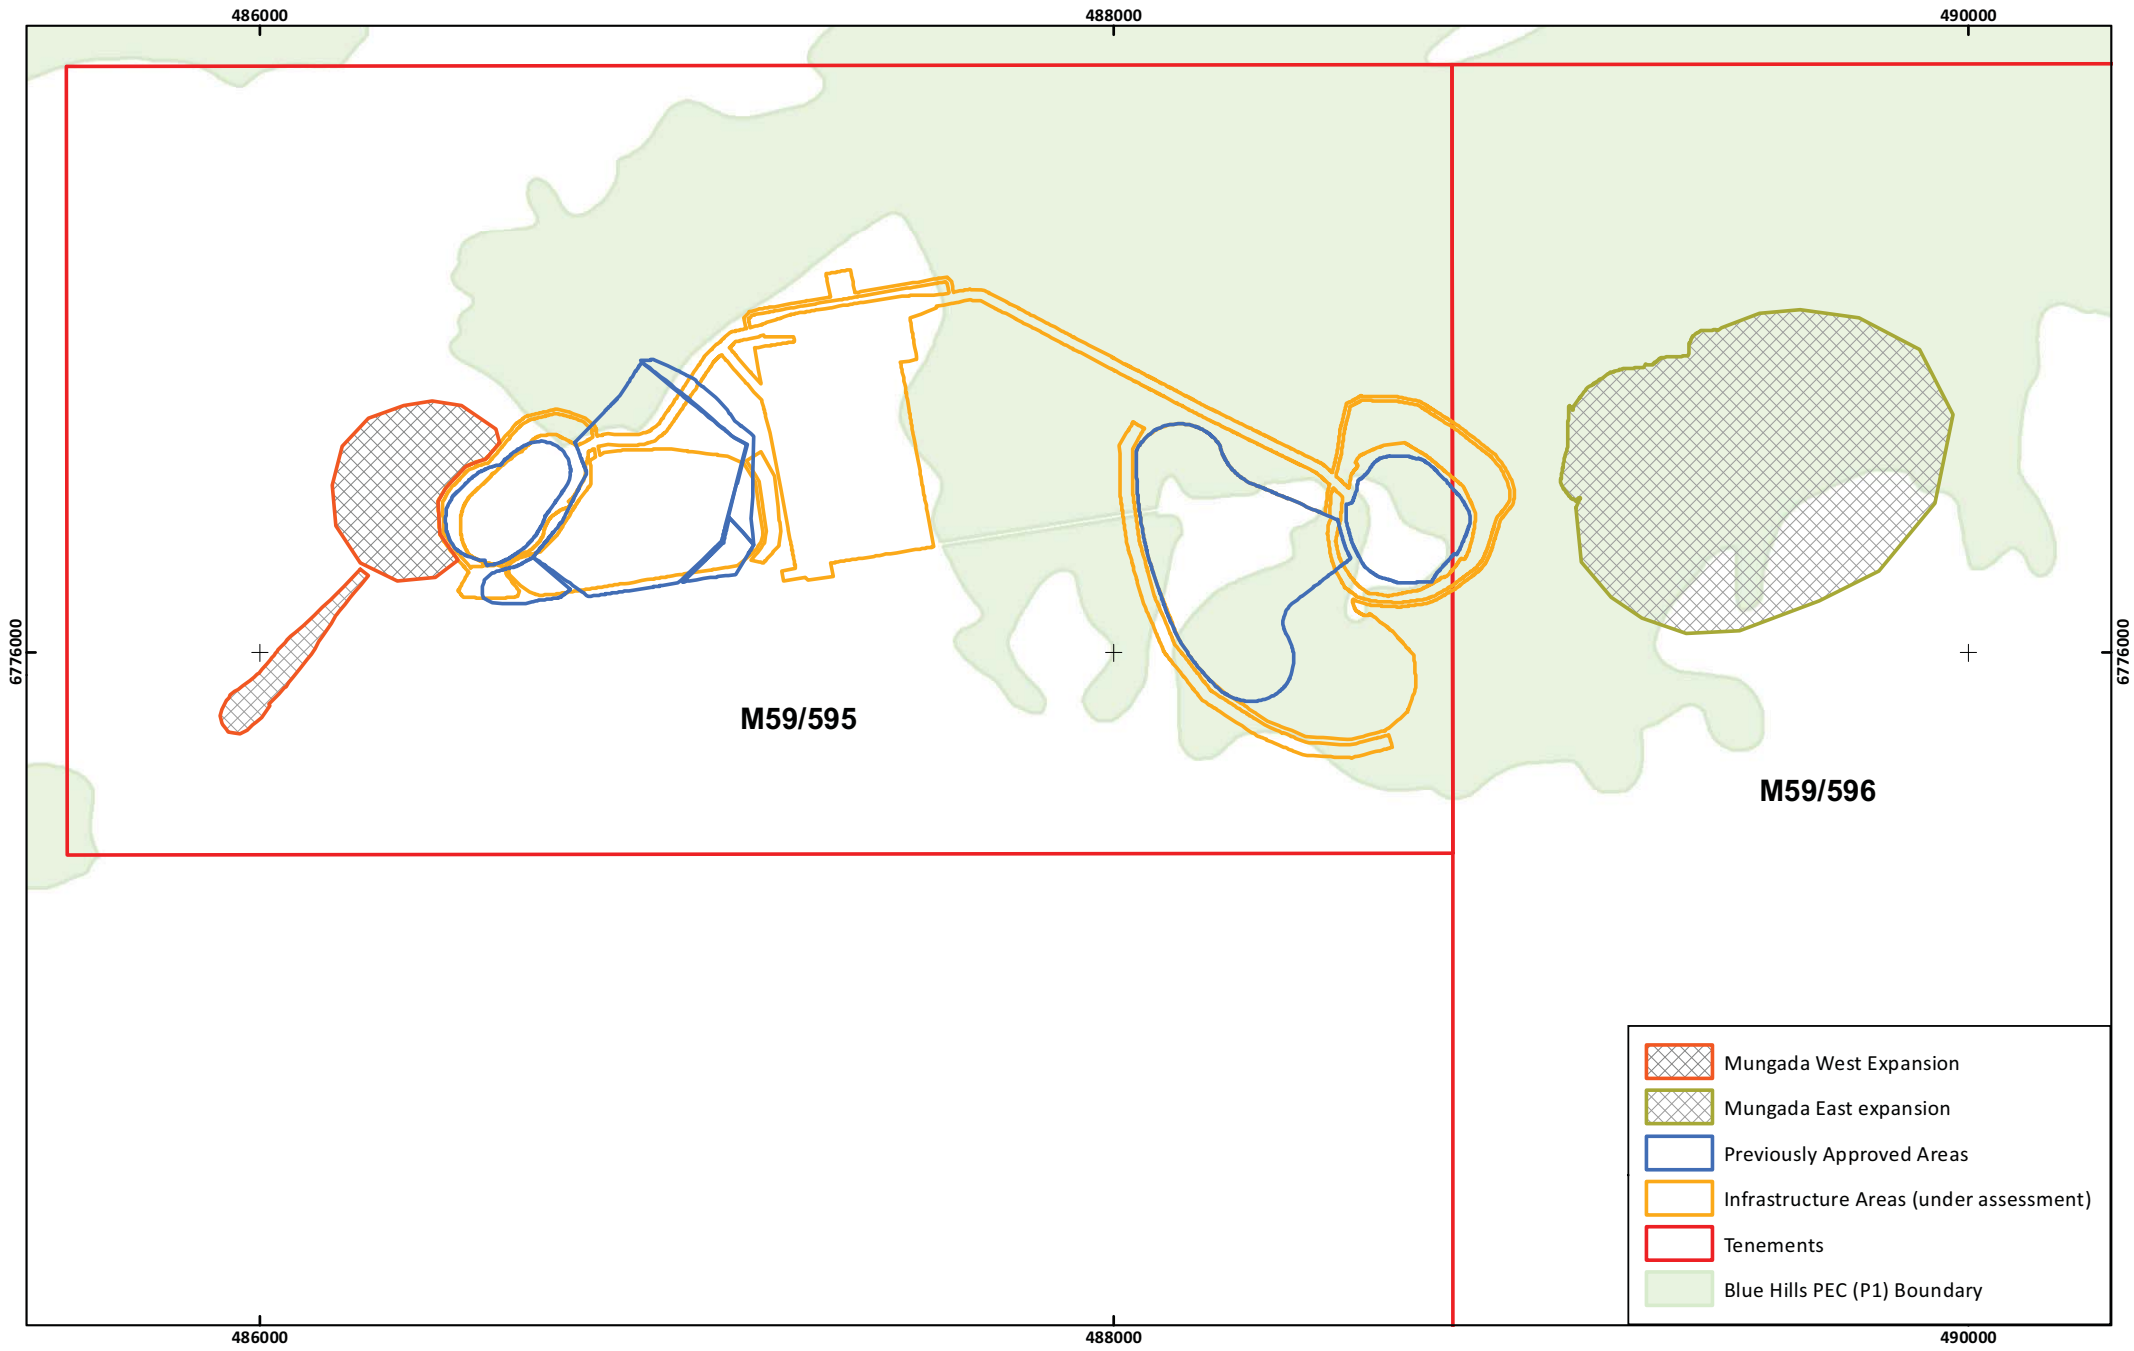 486000
488000
490000
6776000
6776000
M59/595
M59/596
Mungada West Expansion
Mungada East expansion
Previously Approved Areas
Infrastructure Areas (under assessment)
Tenements
Blue Hills PEC (P1) Boundary
486000
488000
490000